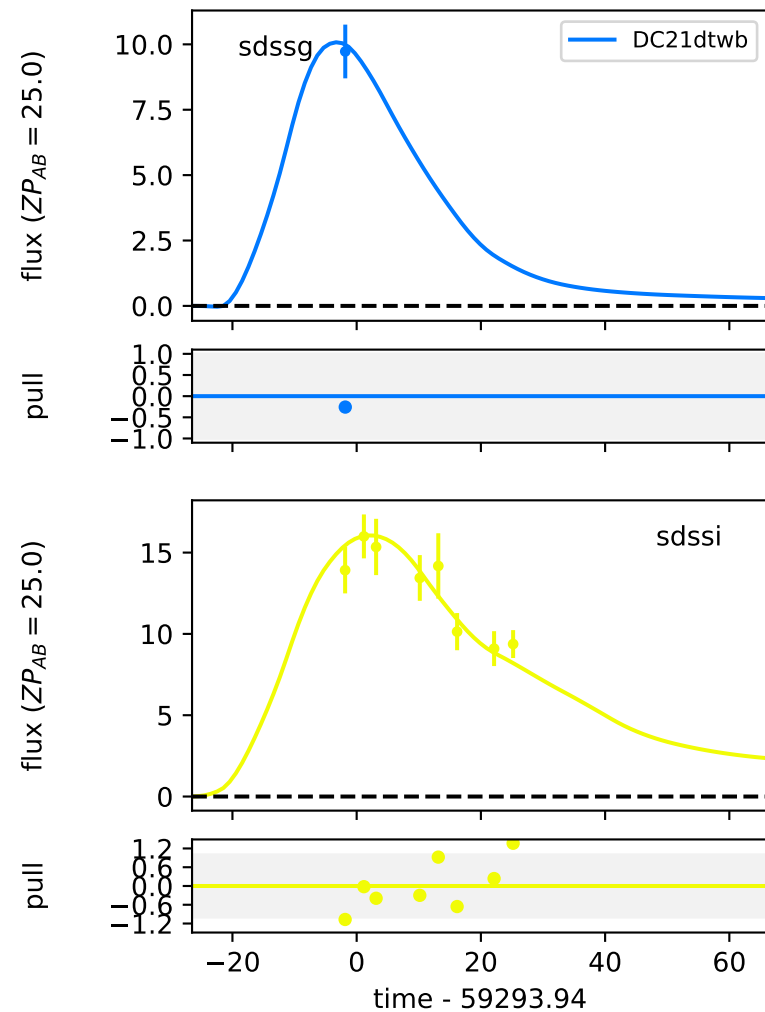 10.0
7.5
5.0
2.5
0.0
flux (ZP_AB = 25.0)
sdssg
DC21dtwb
1.0
0.5
0.0
−0.5
−1.0
pull
15
10
5
0
flux (ZP_AB = 25.0)
sdssi
1.2
0.6
0.0
−0.6
−1.2
pull
−20 0 20 40 60
time - 59293.94